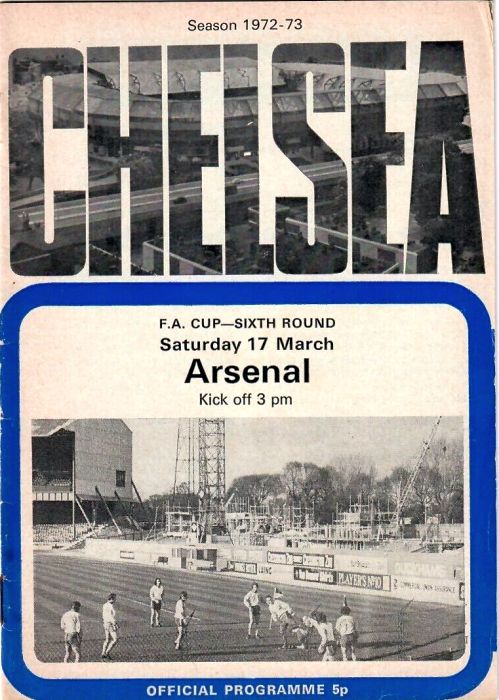 Season 1972-73
CHELSEA
F.A. CUP—SIXTH ROUND
Saturday 17 March
Arsenal
Kick off 3 pm
PLAYER'S Nº10
OFFICIAL PROGRAMME 5p